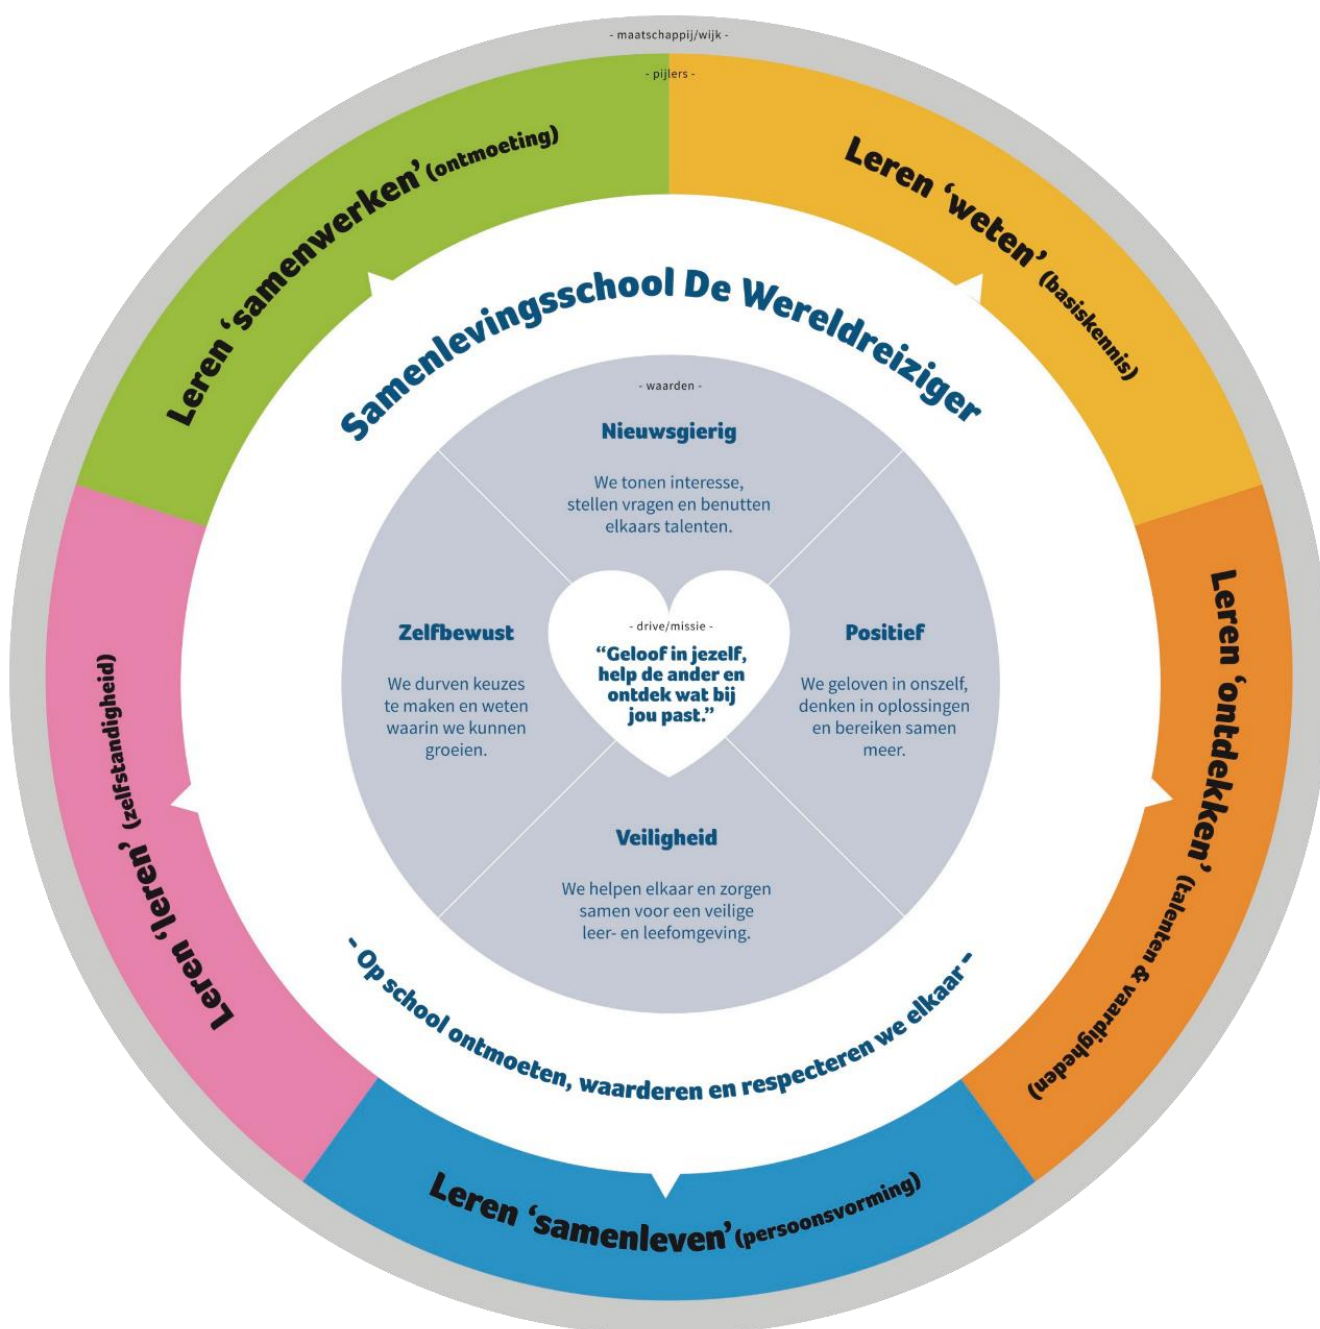 - maatschappij/wijk -
- pijlers -
Leren ‘samenwerken’ (ontmoeting)
Leren ‘weten’ (basiskennis)
Leren ‘ontdekken’ (talenten & vaardigheden)
Leren ‘samenleven’ (persoonsvorming)
Leren ‘leren’ (zelfstandigheid)
Samenlevingsschool De Wereldreiziger
- waarden -
Nieuwsgierig
We tonen interesse,
stellen vragen en benutten
elkaars talenten.
Zelfbewust
We durven keuzes
te maken en weten
waarin we kunnen
groeien.
- drive/missie -
“Geloof in jezelf,
help de ander en
ontdek wat bij
jou past.”
Positief
We geloven in onszelf,
denken in oplossingen
en bereiken samen
meer.
Veiligheid
We helpen elkaar en zorgen
samen voor een veilige
leer- en leefomgeving.
- Op school ontmoeten, waarderen en respecteren we elkaar -